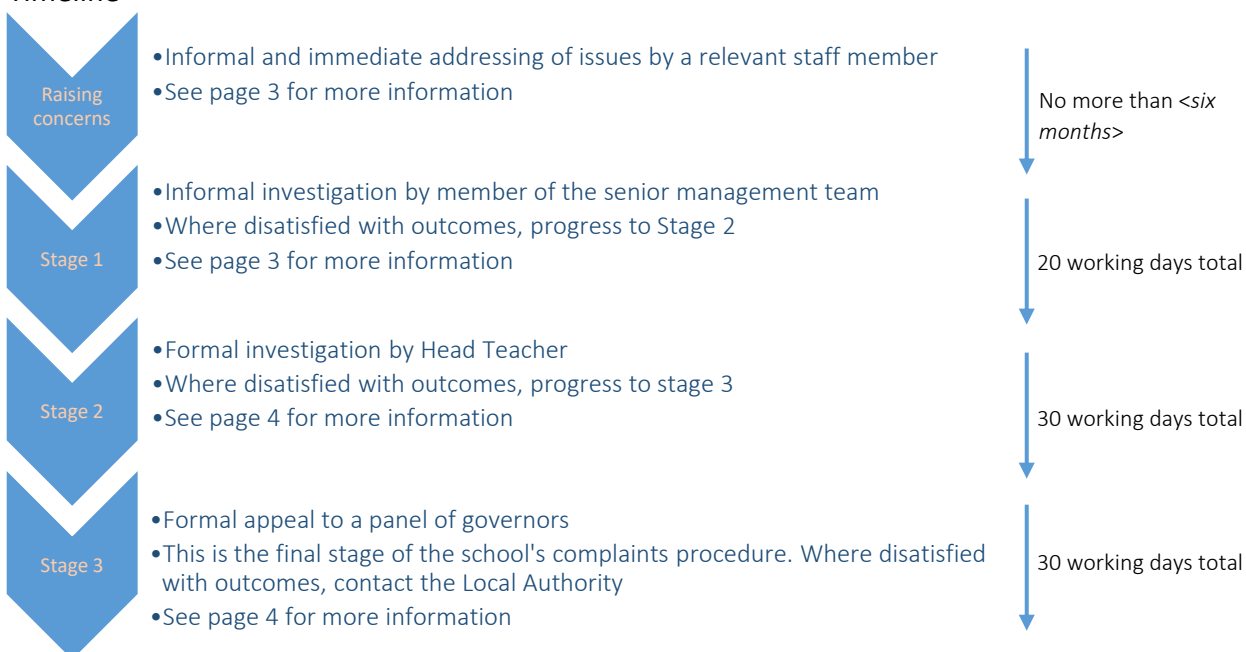 Raising
concerns
•Informal and immediate addressing of issues by a relevant staff member
•See page 3 for more information
No more than <six
months>
Stage 1
•Informal investigation by member of the senior management team
•Where disatisfied with outcomes, progress to Stage 2
•See page 3 for more information
20 working days total
Stage 2
•Formal investigation by Head Teacher
•Where disatisfied with outcomes, progress to stage 3
•See page 4 for more information
30 working days total
Stage 3
•Formal appeal to a panel of governors
•This is the final stage of the school's complaints procedure. Where disatisfied
with outcomes, contact the Local Authority
•See page 4 for more information
30 working days total